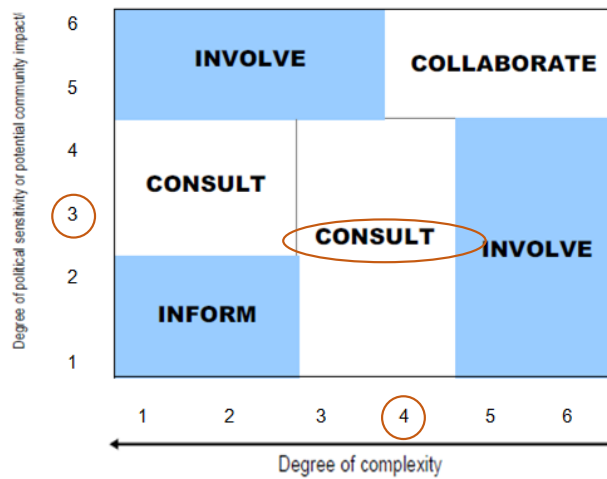 Degree of political sensitivity or potential community impact/
6
5
4
3
2
1
INVOLVE
COLLABORATE
CONSULT
CONSULT
INVOLVE
INFORM
1 2 3 4 5 6
Degree of complexity